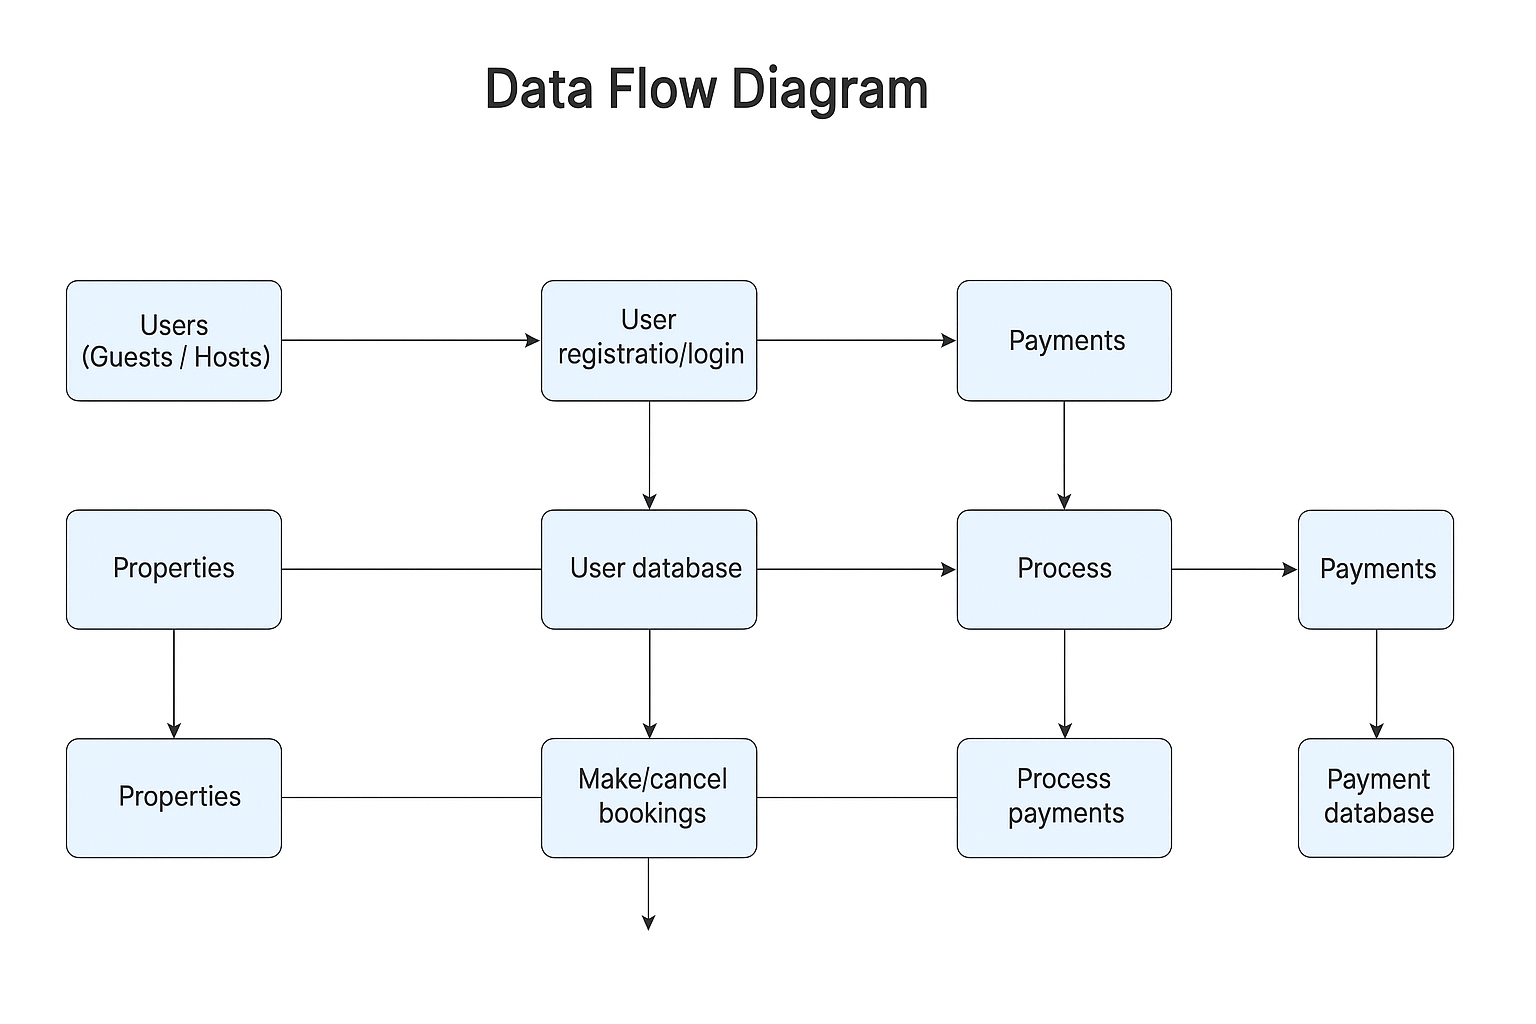 Data Flow Diagram
Users
(Guests / Hosts)
User
registratio/login
Payments
Properties
User database
Process
Payments
Properties
Make/cancel
bookings
Process
payments
Payment
database